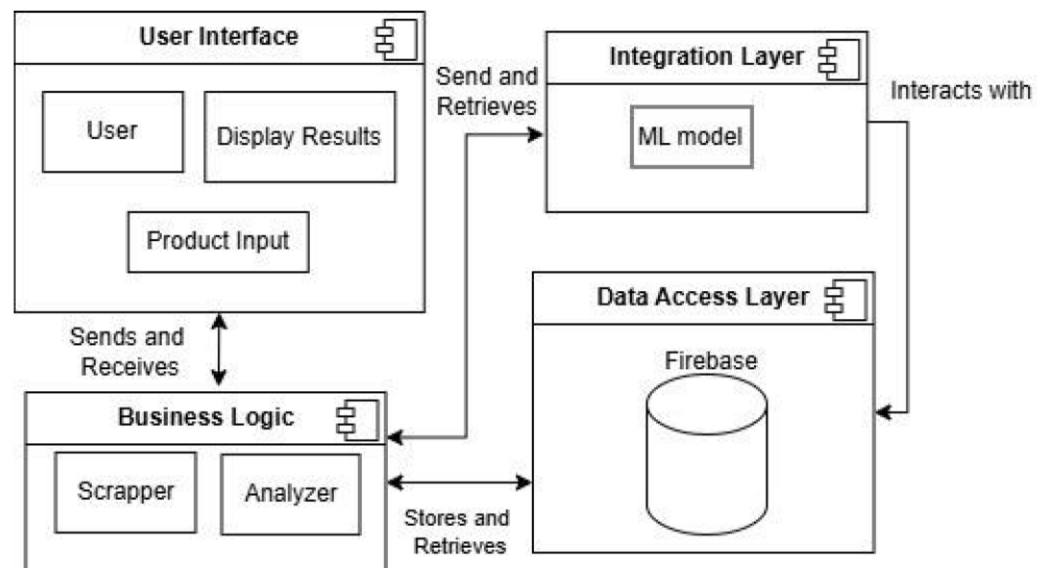 User Interface
User
Display Results
Product Input
Sends and
Receives
Business Logic
Scrapper
Analyzer
Send and
Retrieves
Integration Layer
ML model
Interacts with
Data Access Layer
Firebase
Stores and
Retrieves